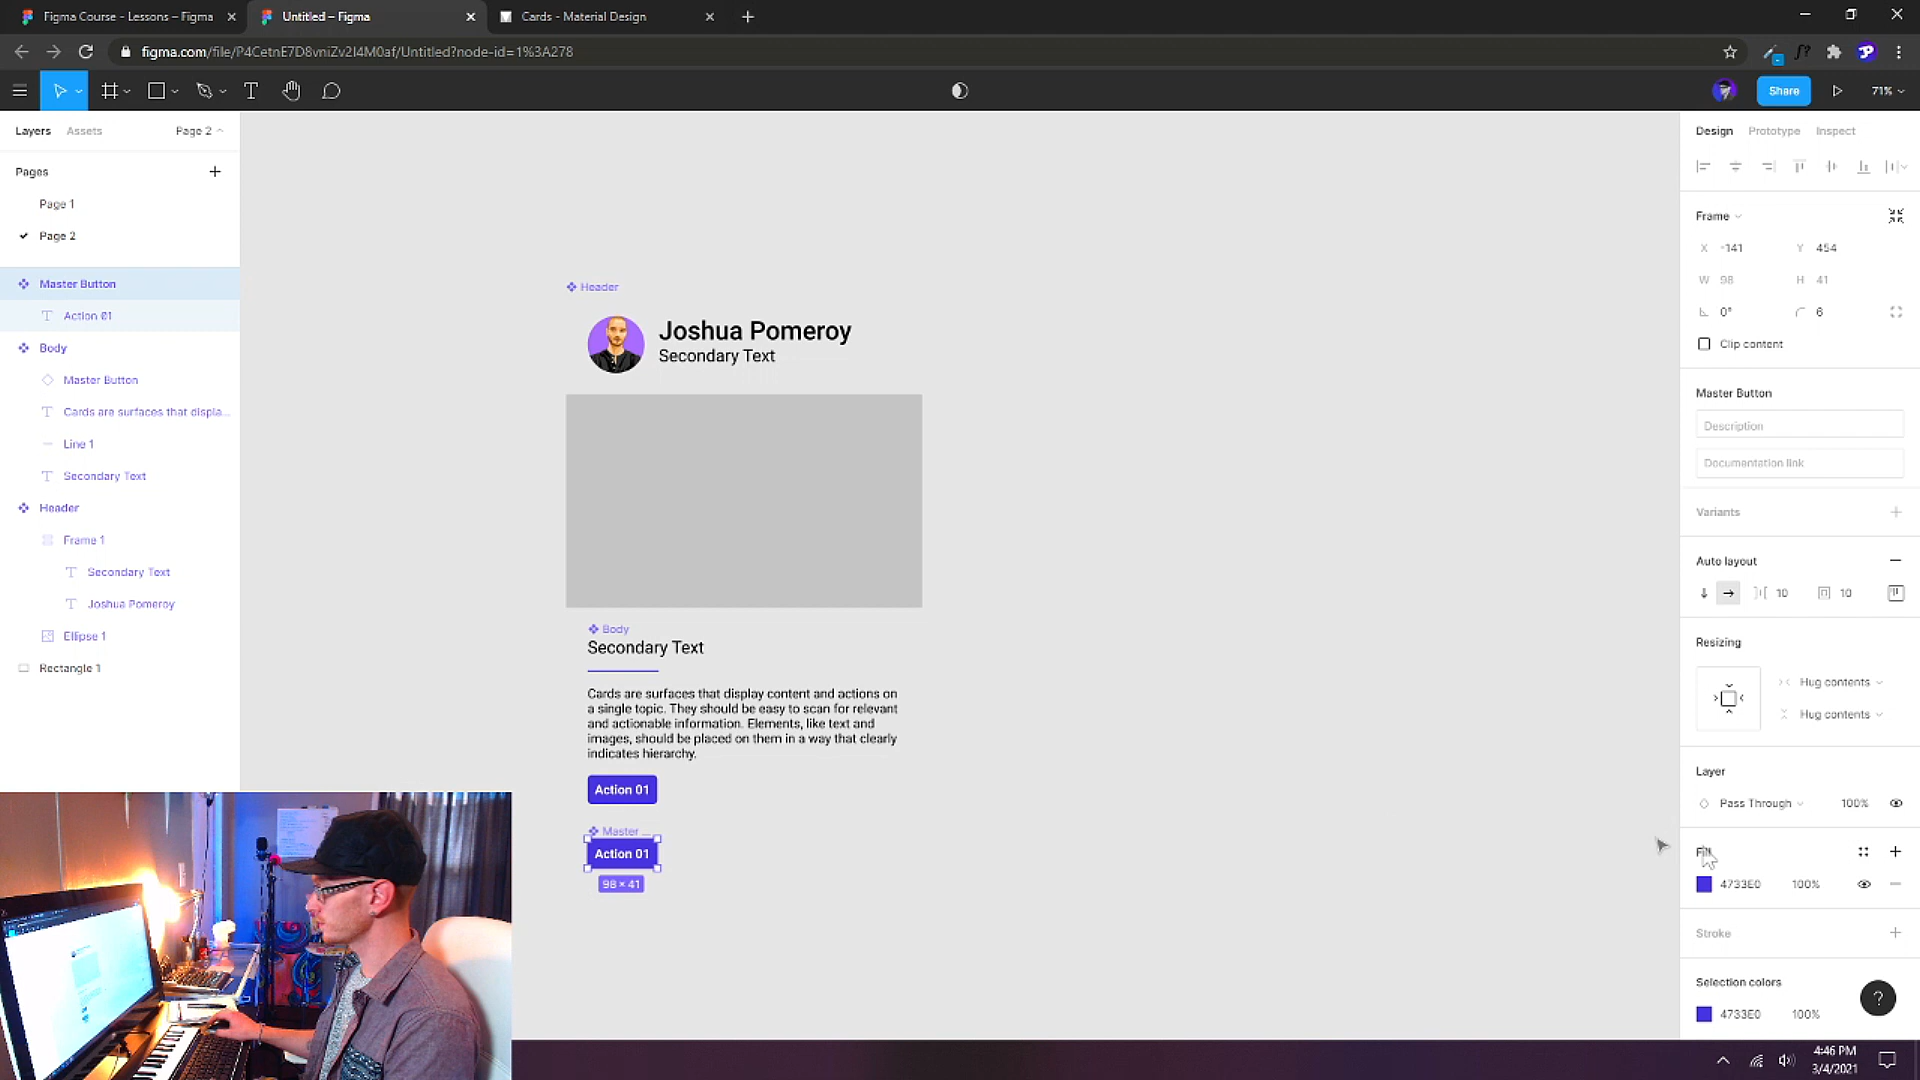 Figma Course - Lessons – Figma
Untitled – Figma
Cards - Material Design
figma.com/file/P4CetnE7D8vniZv2I4M0af/Untitled?node-id=1%3A278
Share
71%
Layers
Assets
Page 2
Pages
Page 1
Page 2
Master Button
Action 01
Body
Master Button
Cards are surfaces that displa...
Line 1
Secondary Text
Header
Frame 1
Secondary Text
Joshua Pomeroy
Ellipse 1
Rectangle 1
Header
Joshua Pomeroy
Secondary Text
Body
Secondary Text
Cards are surfaces that display content and actions on
a single topic. They should be easy to scan for relevant
and actionable information. Elements, like text and
images, should be placed on them in a way that clearly
indicates hierarchy.
Action 01
Master ...
Action 01
98 × 41
Design
Prototype
Inspect
Frame
X -141
Y 454
W 98
H 41
0°
6
Clip content
Master Button
Description
Documentation link
Variants
Auto layout
10
10
Resizing
Hug contents
Hug contents
Layer
Pass Through
100%
Fill
4733E0
100%
Stroke
Selection colors
4733E0
100%
?
4:46 PM
3/4/2021